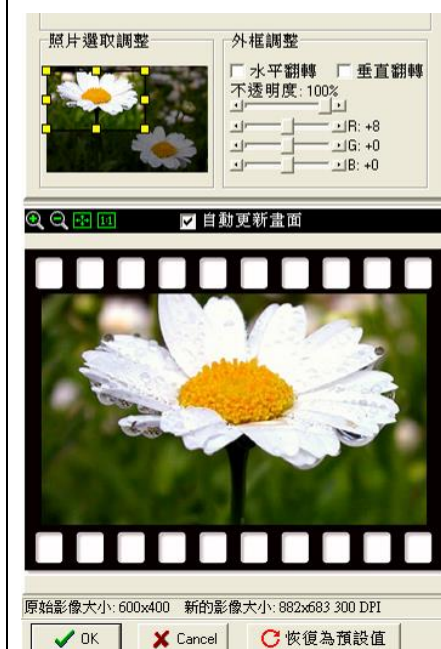 照片選取調整
外框調整
水平翻轉 垂直翻轉
不透明度: 100%
R: +8
G: +0
B: +0
1:1 自動更新畫面
原始影像大小: 600x400 新的影像大小: 882x683 300 DPI
OK Cancel 恢復為預設值